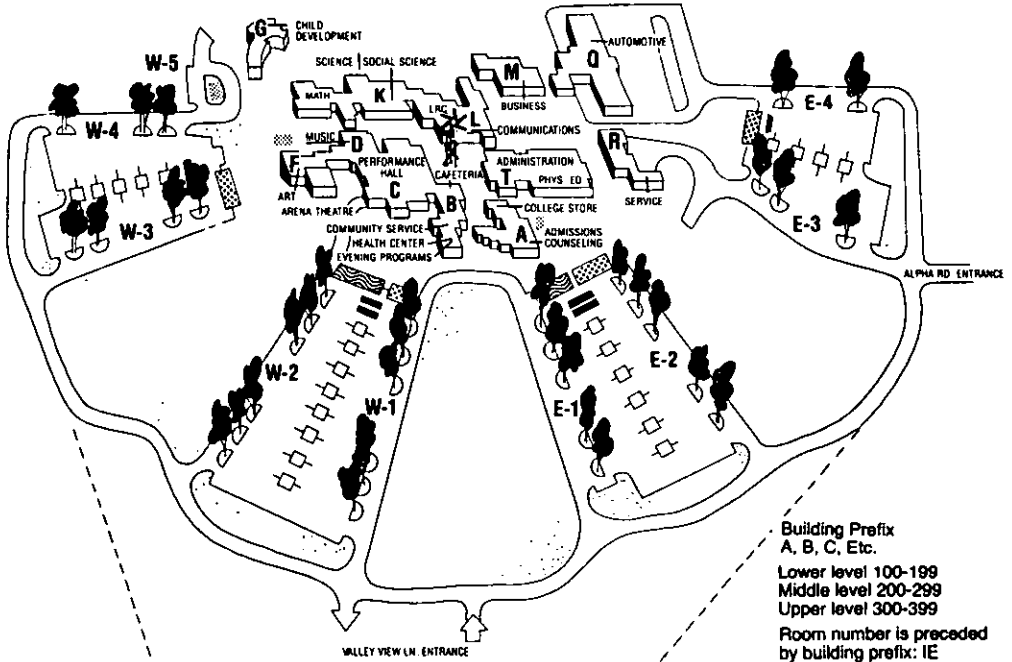 G
CHILD
DEVELOPMENT
W-5
SCIENCE
SOCIAL SCIENCE
AUTOMOTIVE
O
MATH
K
M
BUSINESS
E-4
W-4
LRC
L
COMMUNICATIONS
MUSIC
D
PERFORMANCE
HALL
R
F
C
CAFETERIA
ADMINISTRATION
T
PHYS ED
ART
SERVICE
ARENA THEATRE
B
COLLEGE STORE
E-3
W-3
COMMUNITY SERVICE
HEALTH CENTER
EVENING PROGRAMS
A
ADMISSIONS
COUNSELING
ALPHA RD. ENTRANCE
W-2
E-2
W-1
E-1
Building Prefix
A, B, C, Etc.
Lower level 100-199
Middle level 200-299
Upper level 300-399
Room number is preceded
by building prefix: IE
VALLEY VIEW LN. ENTRANCE